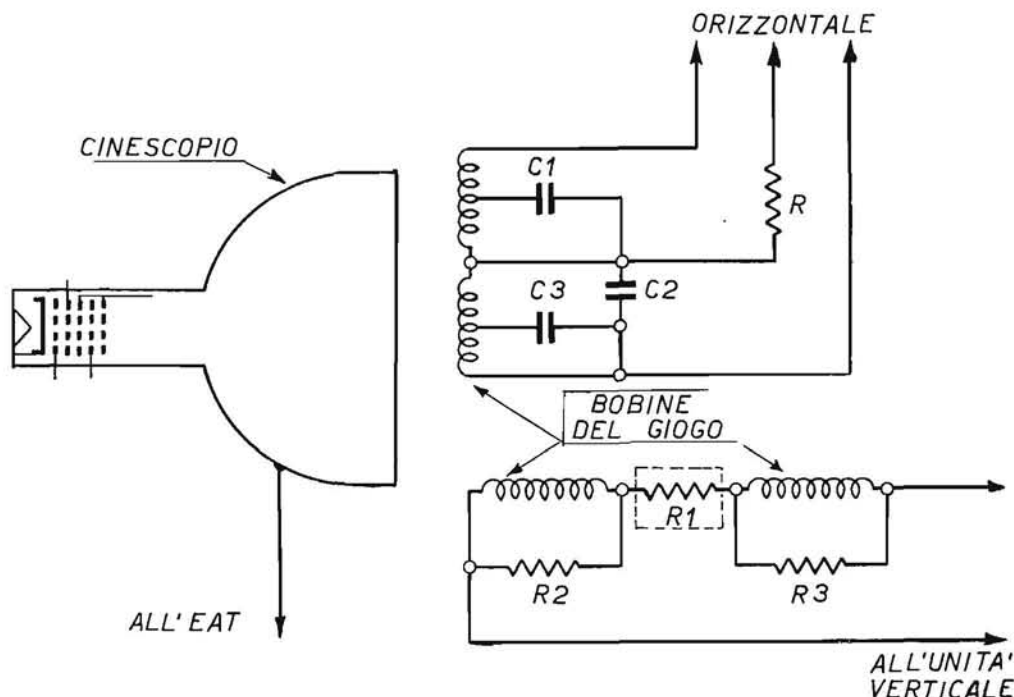 ORIZZONTALE
CINESCOPIO
C1
R
C3
C2
BOBINE
DEL GIOGO
R1
R2
R3
ALL'EAT
ALL'UNITA'
VERTICALE